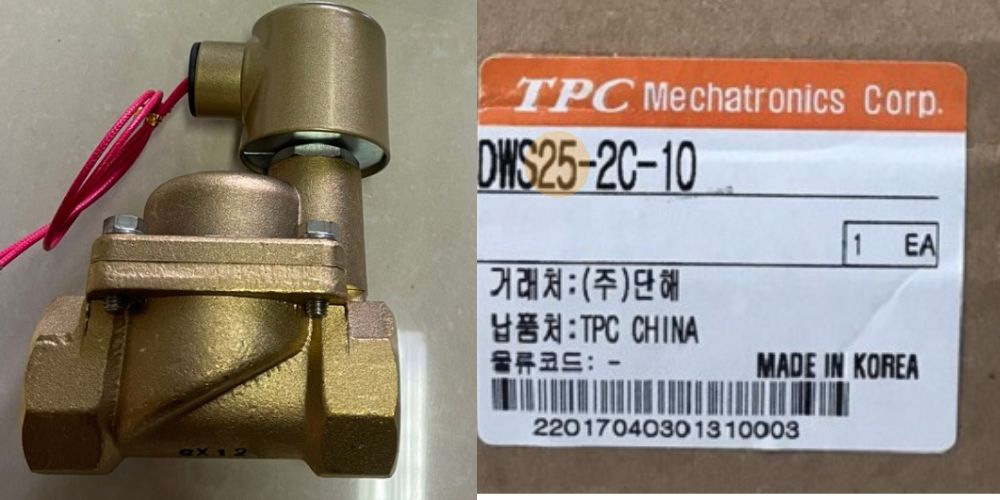 GX12
TPC Mechatronics Corp.
DWS25-2C-10
1 EA
거래처:(주)단해
납품처:TPC CHINA
물류코드: -
MADE IN KOREA
22017040301310003